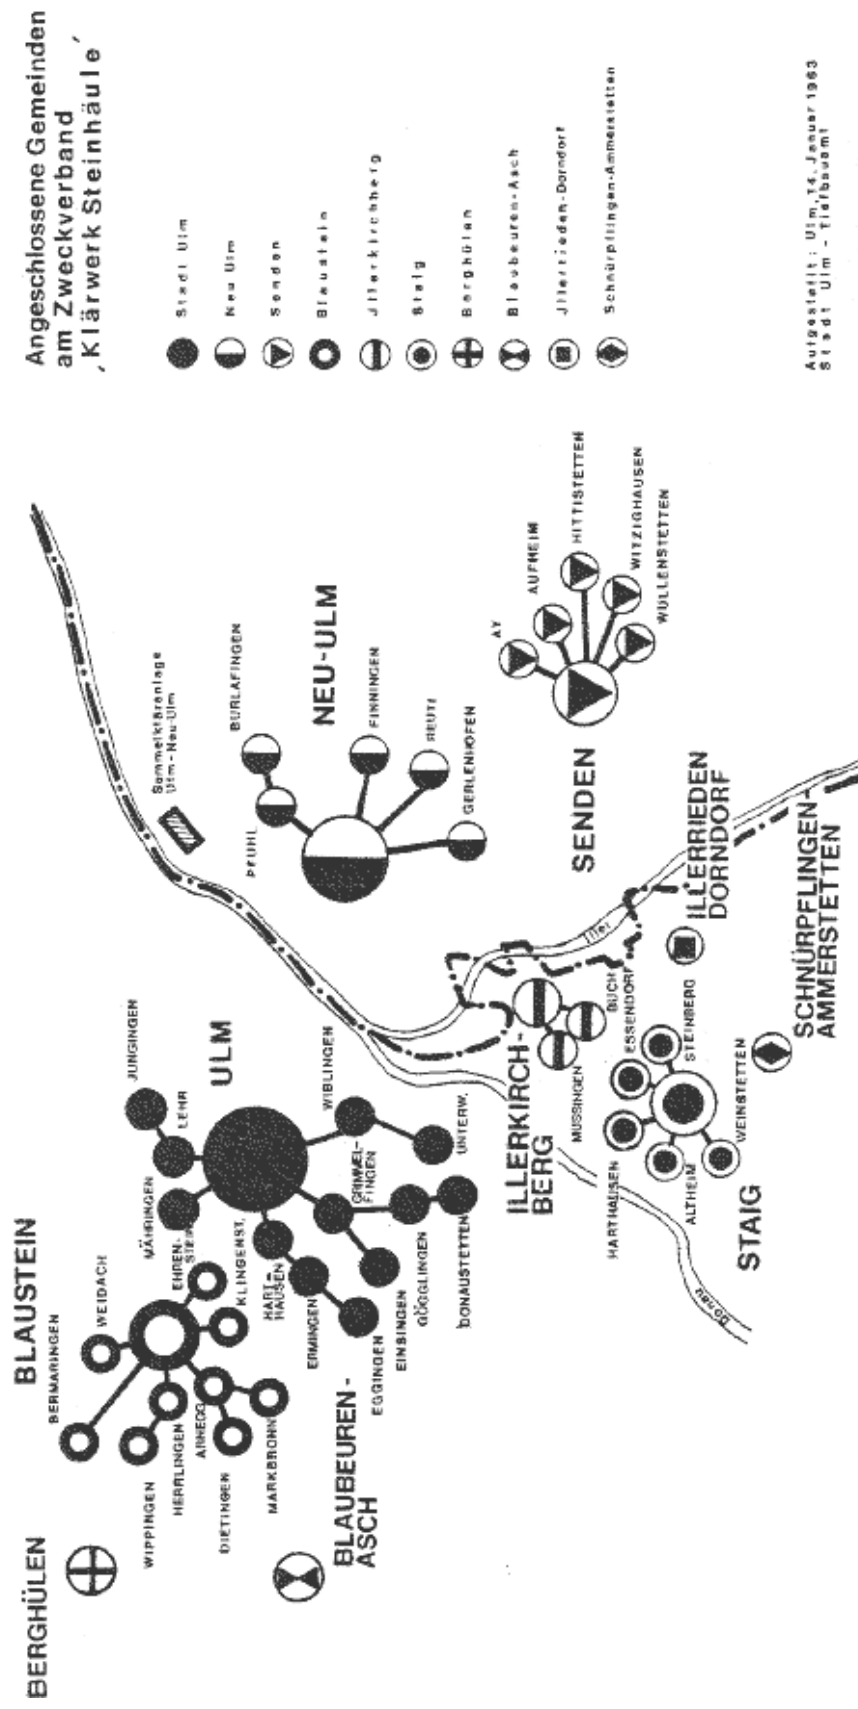 Angeschlossene Gemeinden
am Zweckverband
‚Klärwerk Steinhäule‘
Stadt Ulm
Neu Ulm
Senden
Blaustein
Jllerkirchberg
Staig
Berghülen
Blaubeuren-Asch
Jllerrieden-Dorndorf
Schnürpflingen-Ammerstetten
Aufgestellt: Ulm, 14. Januar 1983
Stadt Ulm - Tiefbauamt
Sammelkläranlage
Ulm-Neu-Ulm
BURLAFINGEN
PFUHL
NEU-ULM
FINNINGEN
REUTI
GERLENHOFEN
AY
AUFHEIM
HITTISTETTEN
WITZIGHAUSEN
WULLENSTETTEN
SENDEN
ILLERRIEDEN
DORNDORF
SCHNÜRPFLINGEN-
AMMERSTETTEN
Iller
JUNGINGEN
LEHR
ULM
MÄHRINGEN
WIBLINGEN
UNTERW.
GRIMMEL-
FINGEN
HART-
HAUSEN
ERMINGEN
EGGINGEN
EINSINGEN
GÖGGLINGEN
DONAUSTETTEN
ILLERKIRCH-
BERG
MUSSINGEN
BUCH
ESSENDORF
STEINBERG
HARTHAUSEN
ALTHEIM
WEINSTETTEN
STAIG
Donau
BLAUSTEIN
BERMARINGEN
WEIDACH
EHREN-
STEIN
KLINGENST.
WIPPINGEN
HERRLINGEN
ARNEGG
DIETINGEN
MARKBRONN
BERGHÜLEN
BLAUBEUREN-
ASCH